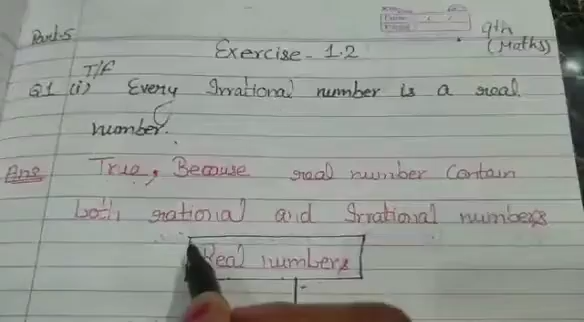 Part-5
9th
(Maths)
Exercise - 1.2
T/F
Q1 (i) Every Irrational number is a real
number.
Ans True, Because real number Contain
both rational and Irrational numbers
Real numbers